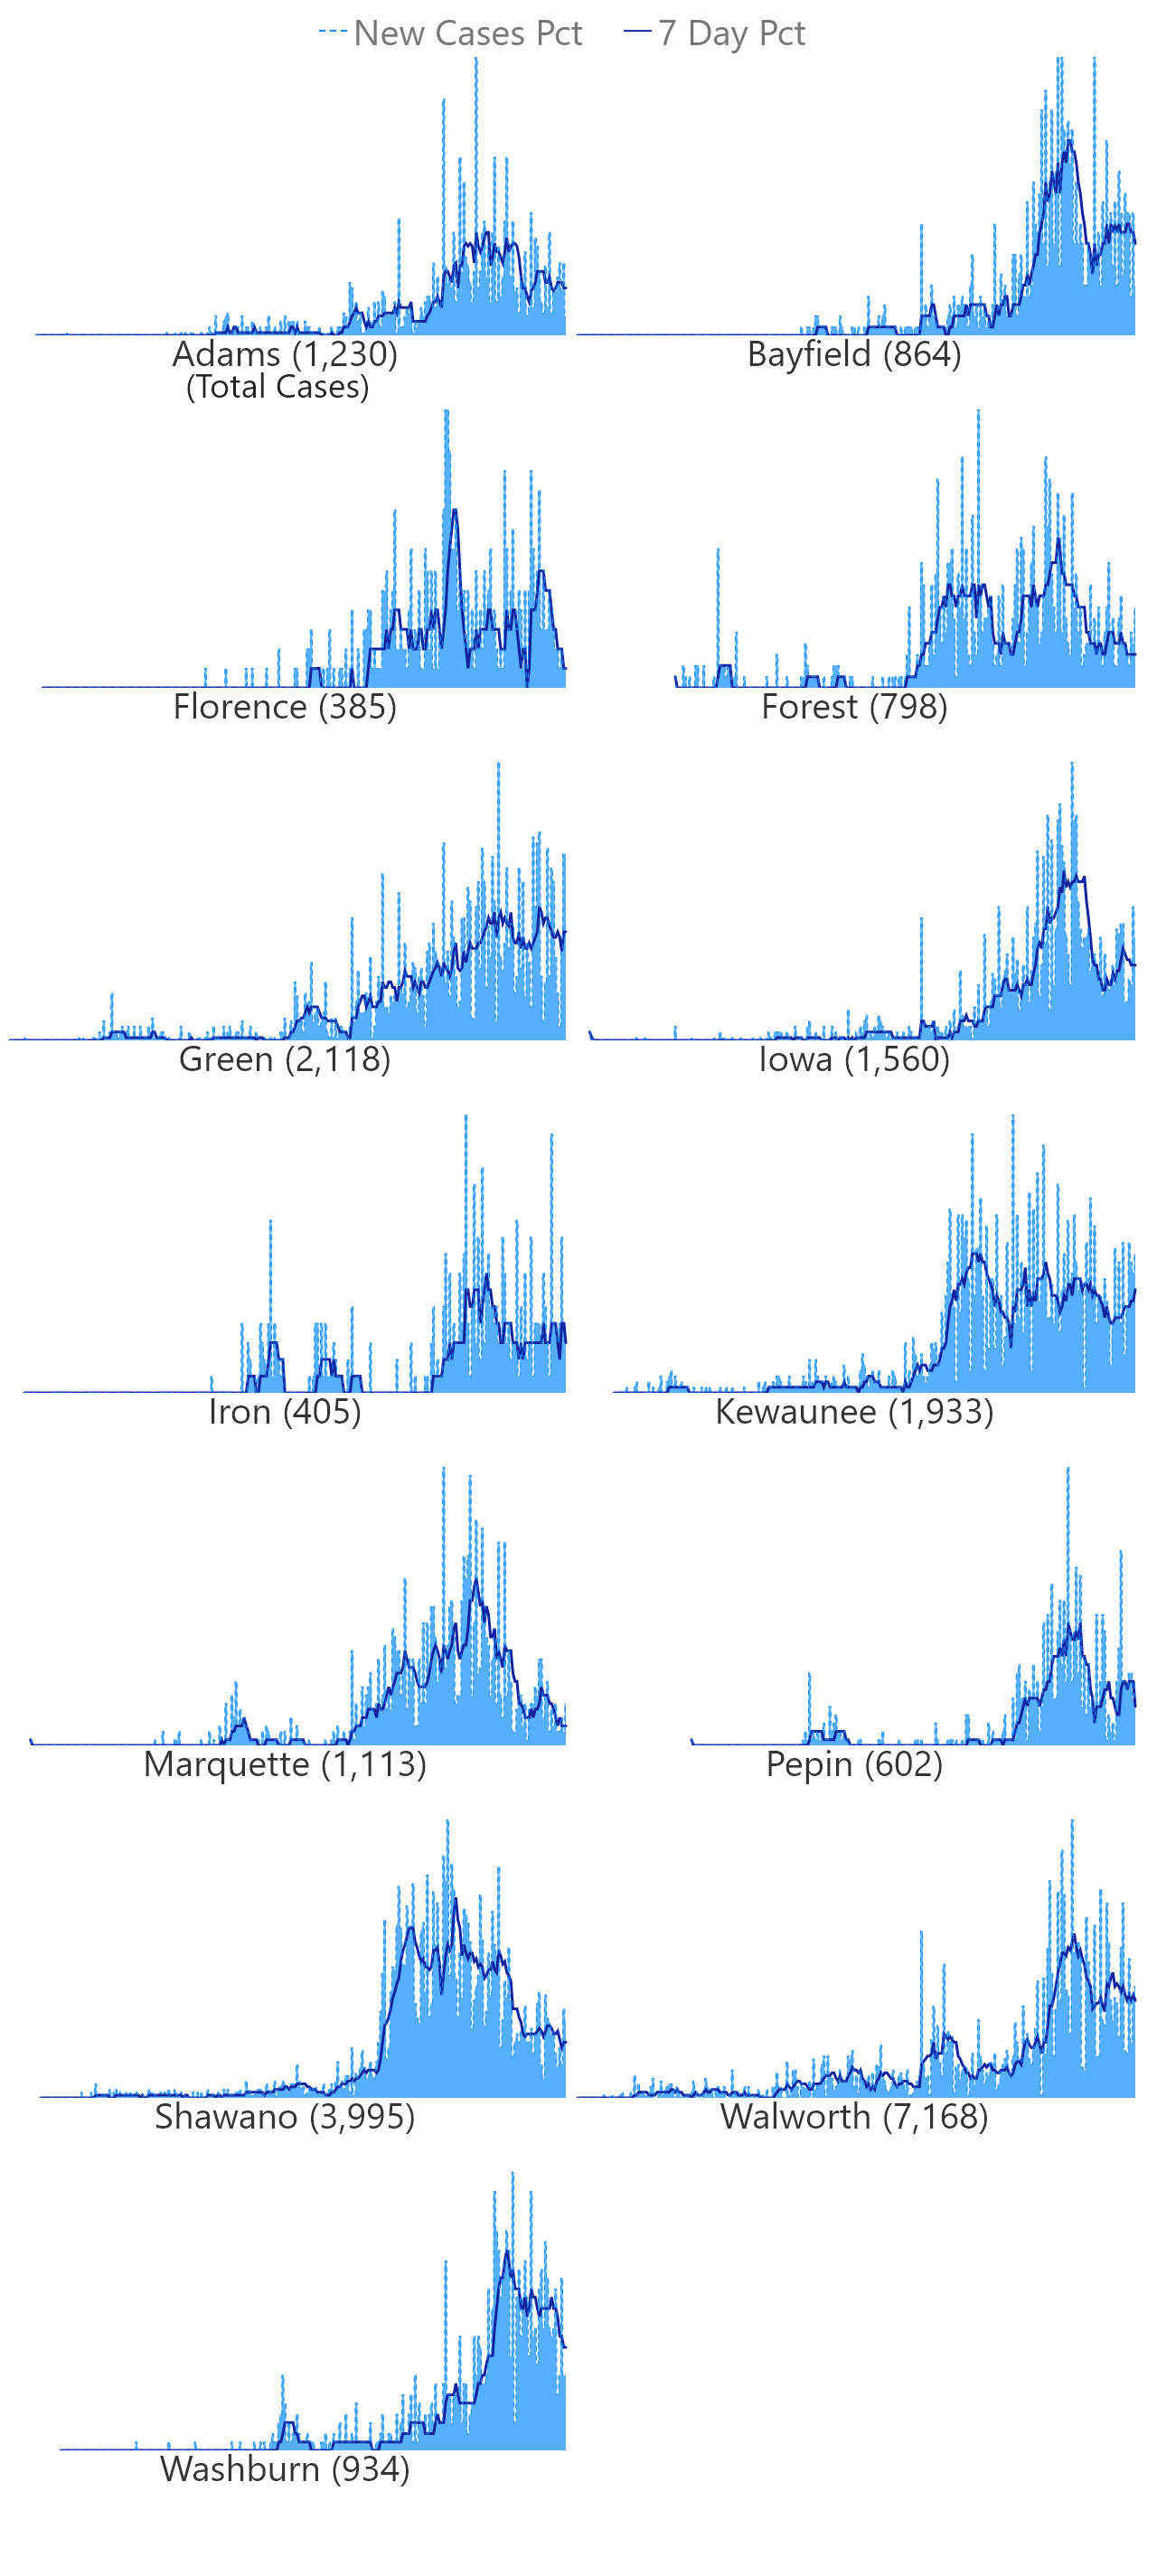 New Cases Pct 7 Day Pct
Adams (1,230) Bayfield (864)
(Total Cases)
Florence (385) Forest (798)
Green (2,118) Iowa (1,560)
Iron (405) Kewaunee (1,933)
Marquette (1,113) Pepin (602)
Shawano (3,995) Walworth (7,168)
Washburn (934)